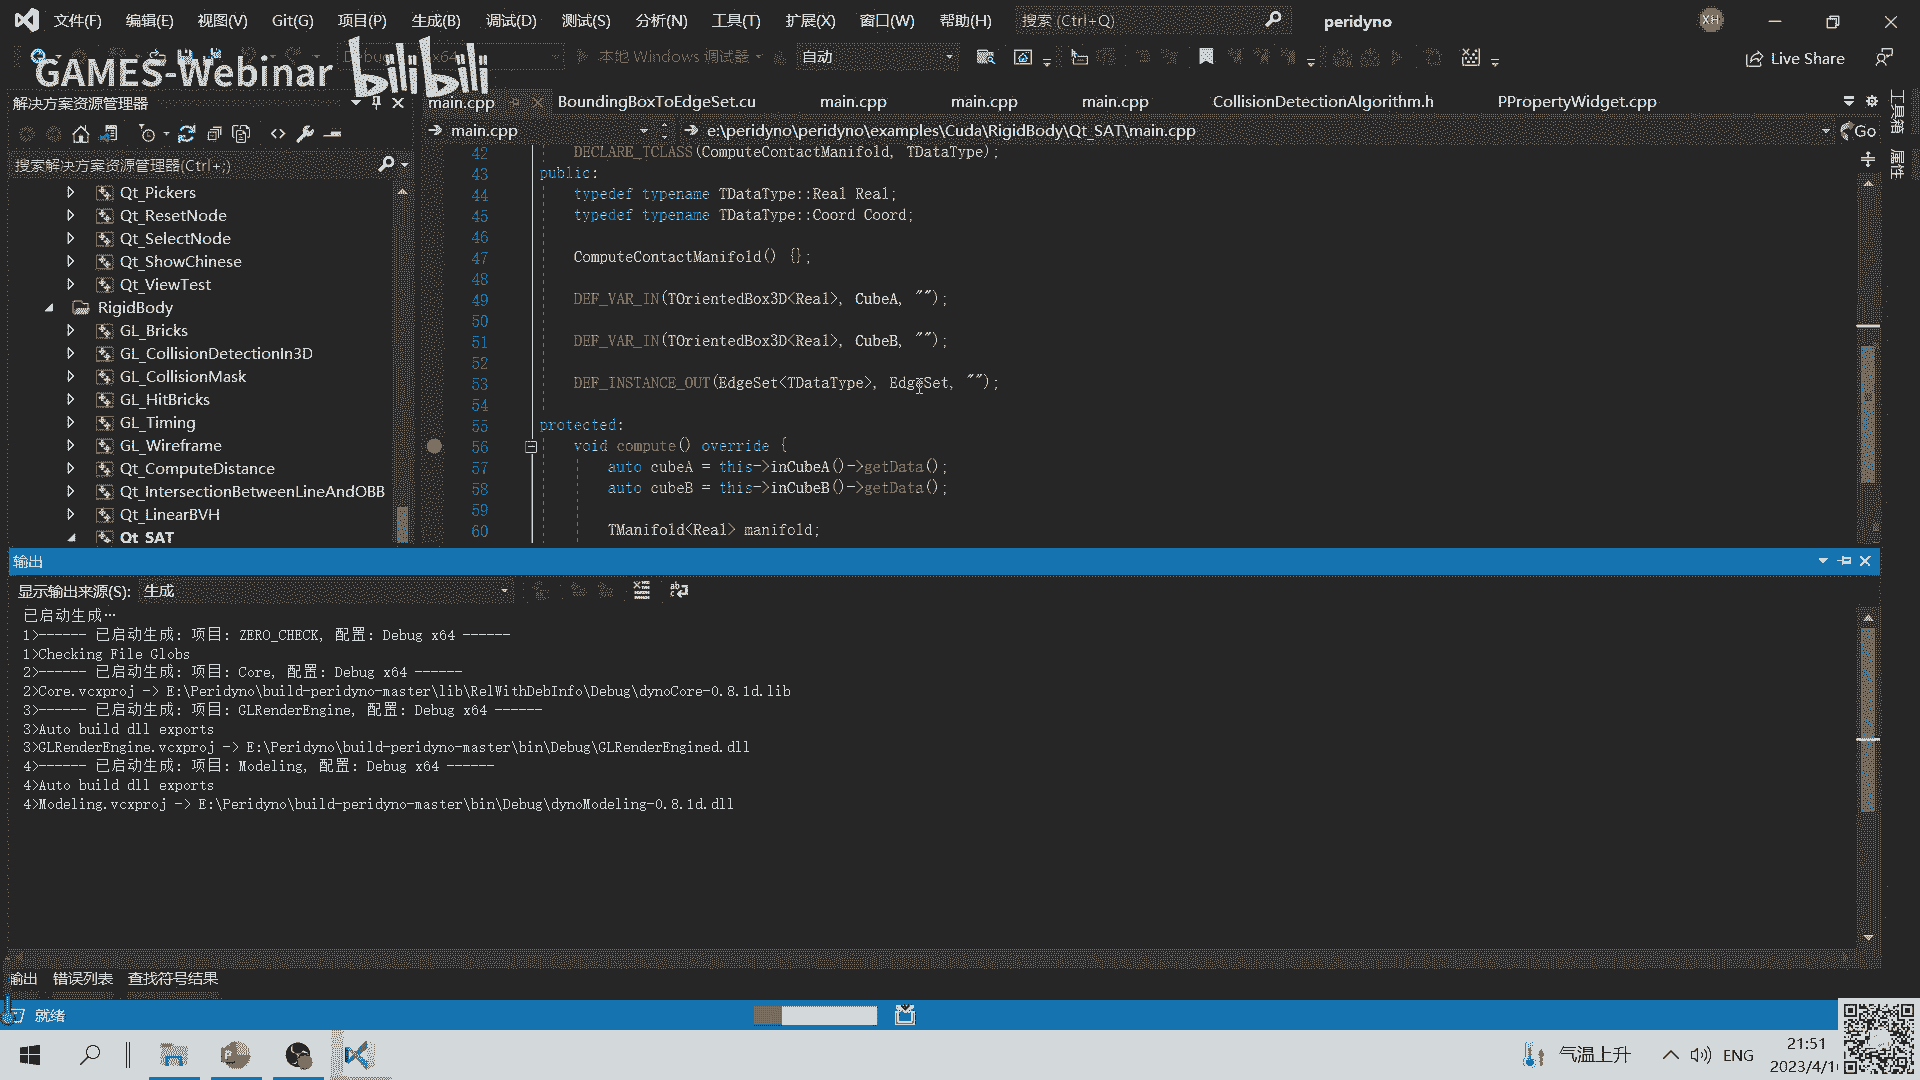 文件(F) 编辑(E) 视图(V) Git(G) 项目(P) 生成(B) 调试(D) 测试(S) 分析(N) 工具(T) 扩展(X) 窗口(W) 帮助(H) 搜索 (Ctrl+Q) peridyno XH
本地 Windows 调试器 自动 Live Share
GAMES-Webinar bilibili
解决方案资源管理器
main.cpp BoundingBoxToEdgeSet.cu main.cpp main.cpp main.cpp CollisionDetectionAlgorithm.h PPropertyWidget.cpp
main.cpp e:\peridyno\peridyno\examples\Cuda\RigidBody\Qt_SAT\main.cpp Go
搜索解决方案资源管理器(Ctrl+;)
Qt_Pickers
Qt_ResetNode
Qt_SelectNode
Qt_ShowChinese
Qt_ViewTest
RigidBody
GL_Bricks
GL_CollisionDetectionIn3D
GL_CollisionMask
GL_HitBricks
GL_Timing
GL_Wireframe
Qt_ComputeDistance
Qt_IntersectionBetweenLineAndOBB
Qt_LinearBVH
Qt_SAT
42 DECLARE_TCLASS(ComputeContactManifold, TDataType);
43 public:
44 typedef typename TDataType::Real Real;
45 typedef typename TDataType::Coord Coord;
46
47 ComputeContactManifold() {};
48
49 DEF_VAR_IN(TOrientedBox3D<Real>, CubeA, "");
50
51 DEF_VAR_IN(TOrientedBox3D<Real>, CubeB, "");
52
53 DEF_INSTANCE_OUT(EdgeSet<TDataType>, EdgeSet, "");
54
55 protected:
56 void compute() override {
57 auto cubeA = this->inCubeA()->getData();
58 auto cubeB = this->inCubeB()->getData();
59
60 TManifold<Real> manifold;
工具箱
属性
输出
显示输出来源(S): 生成
已启动生成…
1>------ 已启动生成: 项目: ZERO_CHECK, 配置: Debug x64 ------
1>Checking File Globs
2>------ 已启动生成: 项目: Core, 配置: Debug x64 ------
2>Core.vcxproj -> E:\Peridyno\build-peridyno-master\lib\RelWithDebInfo\Debug\dynoCore-0.8.1d.lib
3>------ 已启动生成: 项目: GLRenderEngine, 配置: Debug x64 ------
3>Auto build dll exports
3>GLRenderEngine.vcxproj -> E:\Peridyno\build-peridyno-master\bin\Debug\GLRenderEngined.dll
4>------ 已启动生成: 项目: Modeling, 配置: Debug x64 ------
4>Auto build dll exports
4>Modeling.vcxproj -> E:\Peridyno\build-peridyno-master\bin\Debug\dynoModeling-0.8.1d.dll
输出 错误列表 查找符号结果
就绪
气温上升 ENG
21:51
2023/4/1